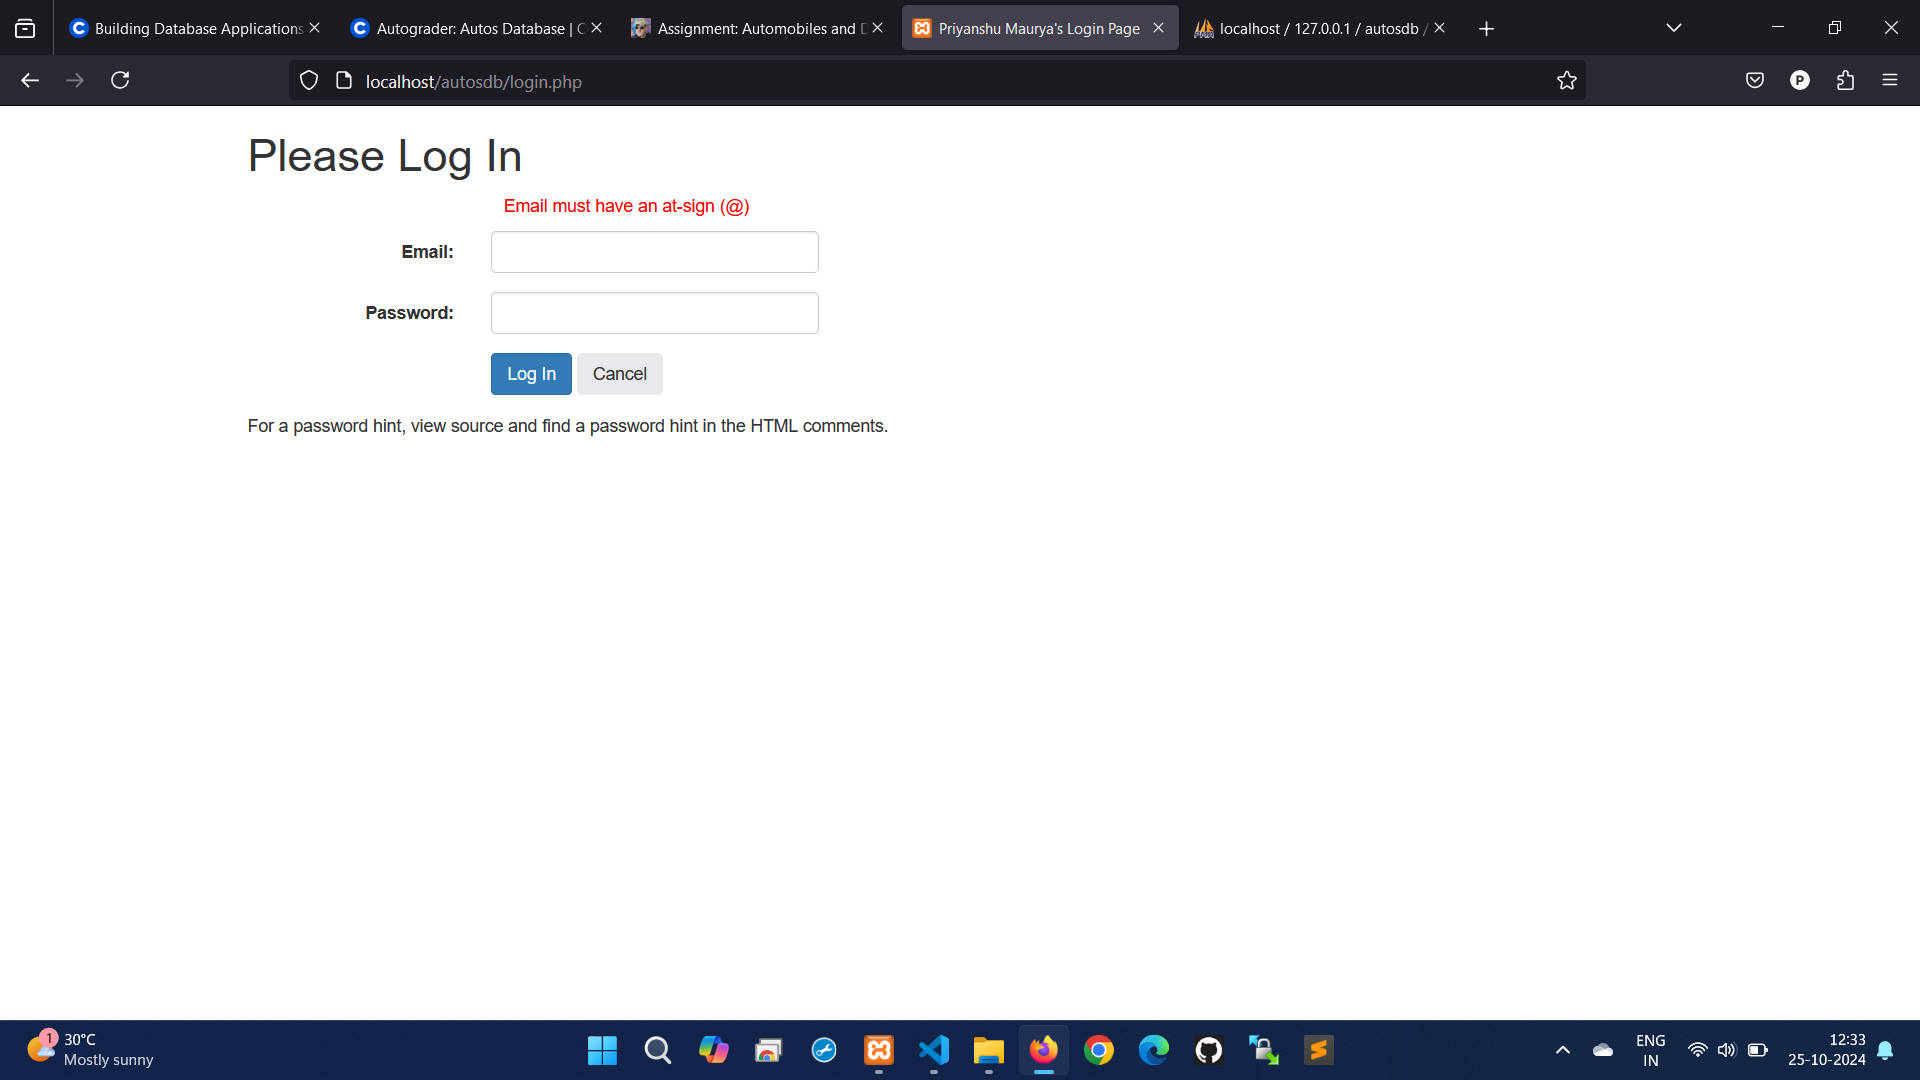 Building Database Applications
Autograder: Autos Database | C
Assignment: Automobiles and D
Priyanshu Maurya's Login Page
localhost / 127.0.0.1 / autosdb /
localhost/autosdb/login.php
P
Please Log In
Email must have an at-sign (@)
Email:
Password:
Log In Cancel
For a password hint, view source and find a password hint in the HTML comments.
1
30°C
Mostly sunny
ENG
IN
12:33
25-10-2024